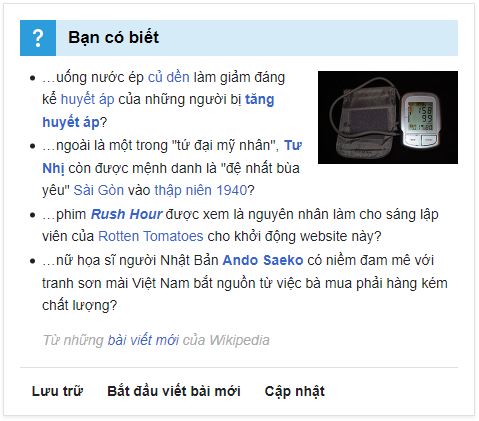 ? Bạn có biết
…uống nước ép củ dền làm giảm đáng
kể huyết áp của những người bị tăng
huyết áp?
…ngoài là một trong "tứ đại mỹ nhân", Tư
Nhị còn được mệnh danh là "đệ nhất bùa
yêu" Sài Gòn vào thập niên 1940?
…phim Rush Hour được xem là nguyên nhân làm cho sáng lập
viên của Rotten Tomatoes cho khởi động website này?
…nữ họa sĩ người Nhật Bản Ando Saeko có niềm đam mê với
tranh sơn mài Việt Nam bắt nguồn từ việc bà mua phải hàng kém
chất lượng?
Từ những bài viết mới của Wikipedia
Lưu trữ Bắt đầu viết bài mới Cập nhật